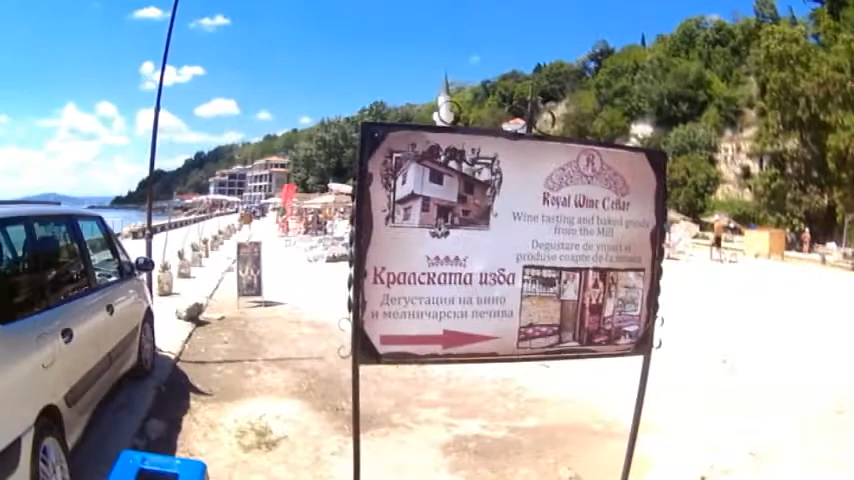 R
Royal Wine Cellar
Wine tasting and baked goods
from the Mill
Degustare de vinuri si
produse coapte de la moara
Кралската изба
Дегустация на вино
и мелничарски печива